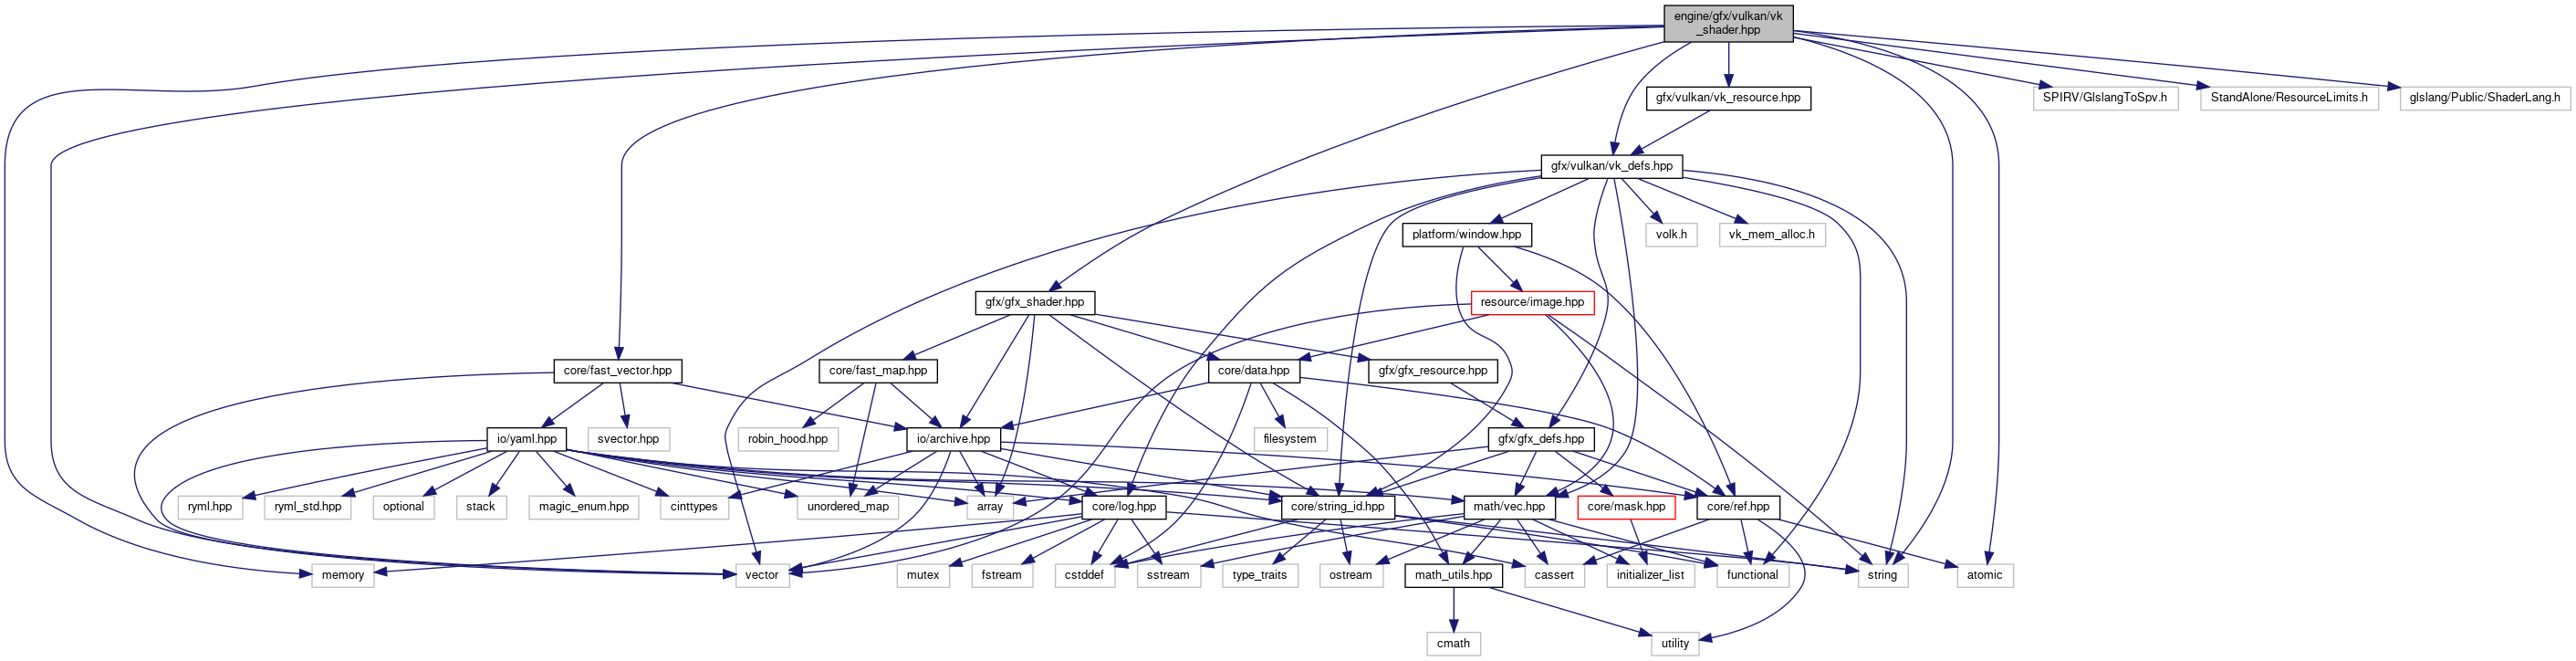 engine/gfx/vulkan/vk
_shader.hpp
gfx/vulkan/vk_resource.hpp
SPIRV/GlslangToSpv.h
StandAlone/ResourceLimits.h
glslang/Public/ShaderLang.h
gfx/vulkan/vk_defs.hpp
platform/window.hpp
volk.h
vk_mem_alloc.h
gfx/gfx_shader.hpp
resource/image.hpp
core/fast_vector.hpp
core/fast_map.hpp
core/data.hpp
gfx/gfx_resource.hpp
io/yaml.hpp
svector.hpp
robin_hood.hpp
io/archive.hpp
filesystem
gfx/gfx_defs.hpp
ryml.hpp
ryml_std.hpp
optional
stack
magic_enum.hpp
cinttypes
unordered_map
array
core/log.hpp
core/string_id.hpp
math/vec.hpp
core/mask.hpp
core/ref.hpp
memory
vector
mutex
fstream
cstddef
sstream
type_traits
ostream
math_utils.hpp
cassert
initializer_list
functional
string
atomic
cmath
utility